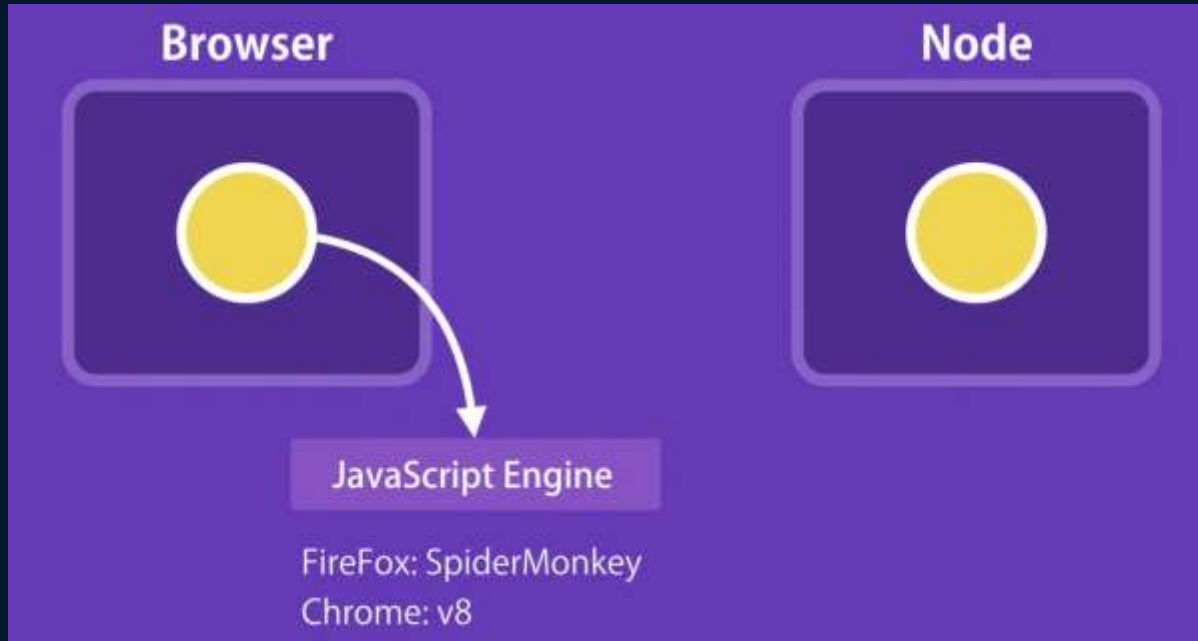 Browser
Node
JavaScript Engine
FireFox: SpiderMonkey
Chrome: v8